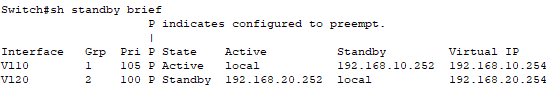 Switch#sh standby brief
                     P indicates configured to preempt.
                     |
Interface   Grp  Pri P State   Active          Standby         Virtual IP
Vl10        1    105 P Active  local           192.168.10.252  192.168.10.254
Vl20        2    100 P Standby 192.168.20.252  local           192.168.20.254